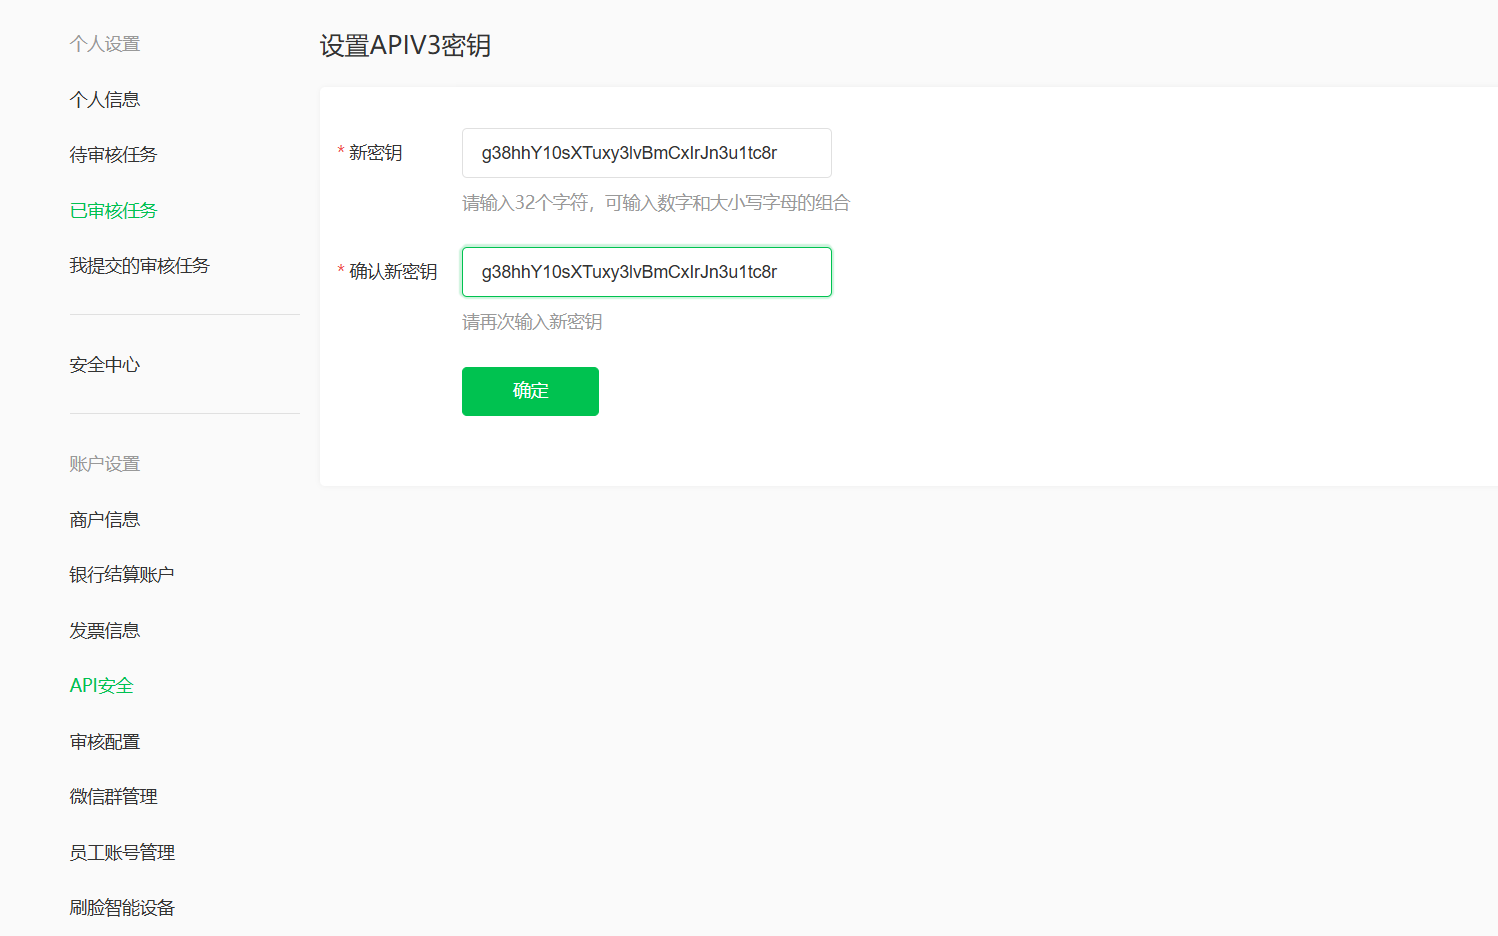 个人设置
个人信息
待审核任务
已审核任务
我提交的审核任务
安全中心
账户设置
商户信息
银行结算账户
发票信息
API安全
审核配置
微信群管理
员工账号管理
刷脸智能设备
设置APIV3密钥
* 新密钥
g38hhY10sXTuxy3lvBmCxIrJn3u1tc8r
请输入32个字符，可输入数字和大小写字母的组合
* 确认新密钥
g38hhY10sXTuxy3lvBmCxIrJn3u1tc8r
请再次输入新密钥
确定